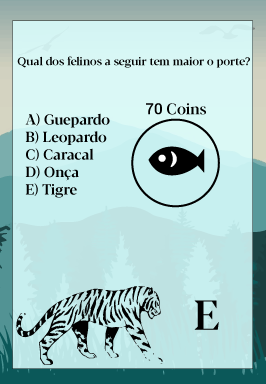 Qual dos felinos a seguir tem maior o porte?
70 Coins
A) Guepardo
B) Leopardo
C) Caracal
D) Onça
E) Tigre
E